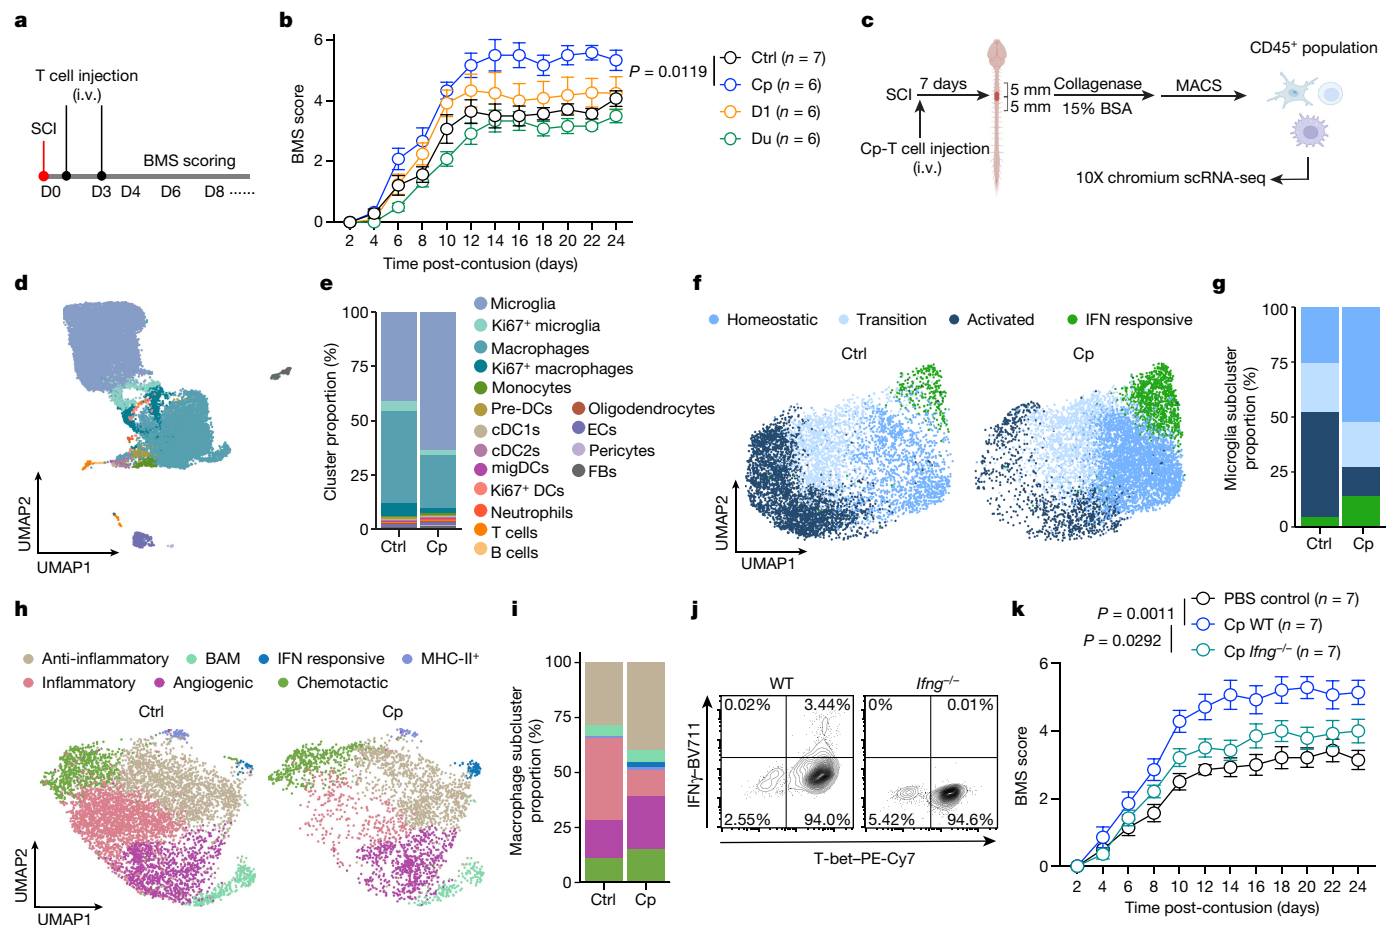 a
T cell injection
(i.v.)
SCI
BMS scoring
D0
D3
D4
D6
D8 ······
b
BMS score
6
4
2
0
2 4 6 8 10 12 14 16 18 20 22 24
Time post-contusion (days)
P = 0.0119
Ctrl (n = 7)
Cp (n = 6)
D1 (n = 6)
Du (n = 6)
c
SCI
7 days
Cp-T cell injection
(i.v.)
5 mm
5 mm
Collagenase
15% BSA
MACS
CD45⁺ population
10X chromium scRNA-seq
d
UMAP2
UMAP1
e
Cluster proportion (%)
100
75
50
25
0
Ctrl Cp
Microglia
Ki67⁺ microglia
Macrophages
Ki67⁺ macrophages
Monocytes
Pre-DCs
cDC1s
cDC2s
migDCs
Ki67⁺ DCs
Neutrophils
T cells
B cells
Oligodendrocytes
ECs
Pericytes
FBs
f
Homeostatic
Transition
Activated
IFN responsive
Ctrl
Cp
UMAP2
UMAP1
g
Microglia subcluster
proportion (%)
100
75
50
25
0
Ctrl Cp
h
Anti-inflammatory
BAM
IFN responsive
MHC-II⁺
Inflammatory
Angiogenic
Chemotactic
Ctrl
Cp
UMAP2
UMAP1
i
Macrophage subcluster
proportion (%)
100
75
50
25
0
Ctrl Cp
j
WT
Ifng⁻/⁻
0.02%
3.44%
2.55%
94.0%
0%
0.01%
5.42%
94.6%
IFNγ–BV711
T-bet–PE-Cy7
k
P = 0.0011
P = 0.0292
PBS control (n = 7)
Cp WT (n = 7)
Cp Ifng⁻/⁻ (n = 7)
BMS score
6
4
2
0
2 4 6 8 10 12 14 16 18 20 22 24
Time post-contusion (days)